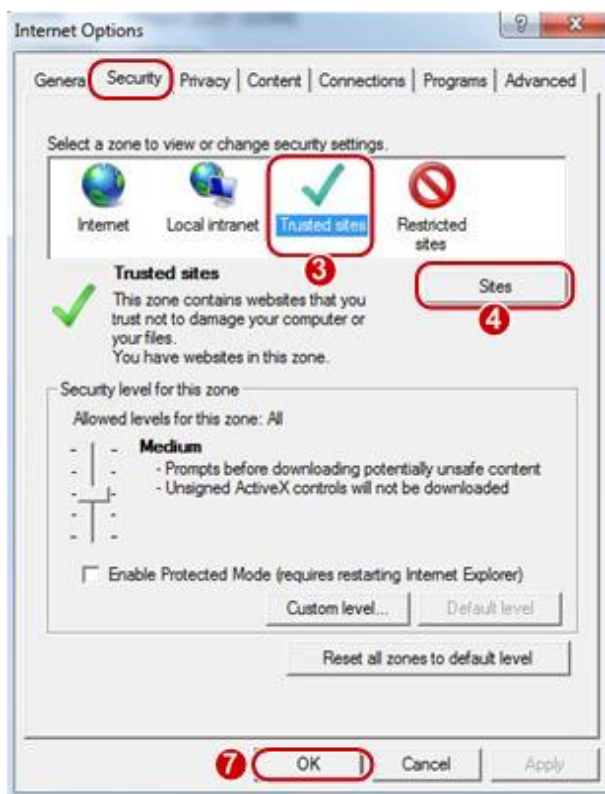 Internet Options
General Security Privacy Content Connections Programs Advanced
Select a zone to view or change security settings.
Internet Local intranet Trusted sites Restricted sites
3
Trusted sites
Sites
4
This zone contains websites that you
trust not to damage your computer or
your files.
You have websites in this zone.
Security level for this zone
Allowed levels for this zone: All
Medium
- Prompts before downloading potentially unsafe content
- Unsigned ActiveX controls will not be downloaded
Enable Protected Mode (requires restarting Internet Explorer)
Custom level... Default level
Reset all zones to default level
7 OK Cancel Apply